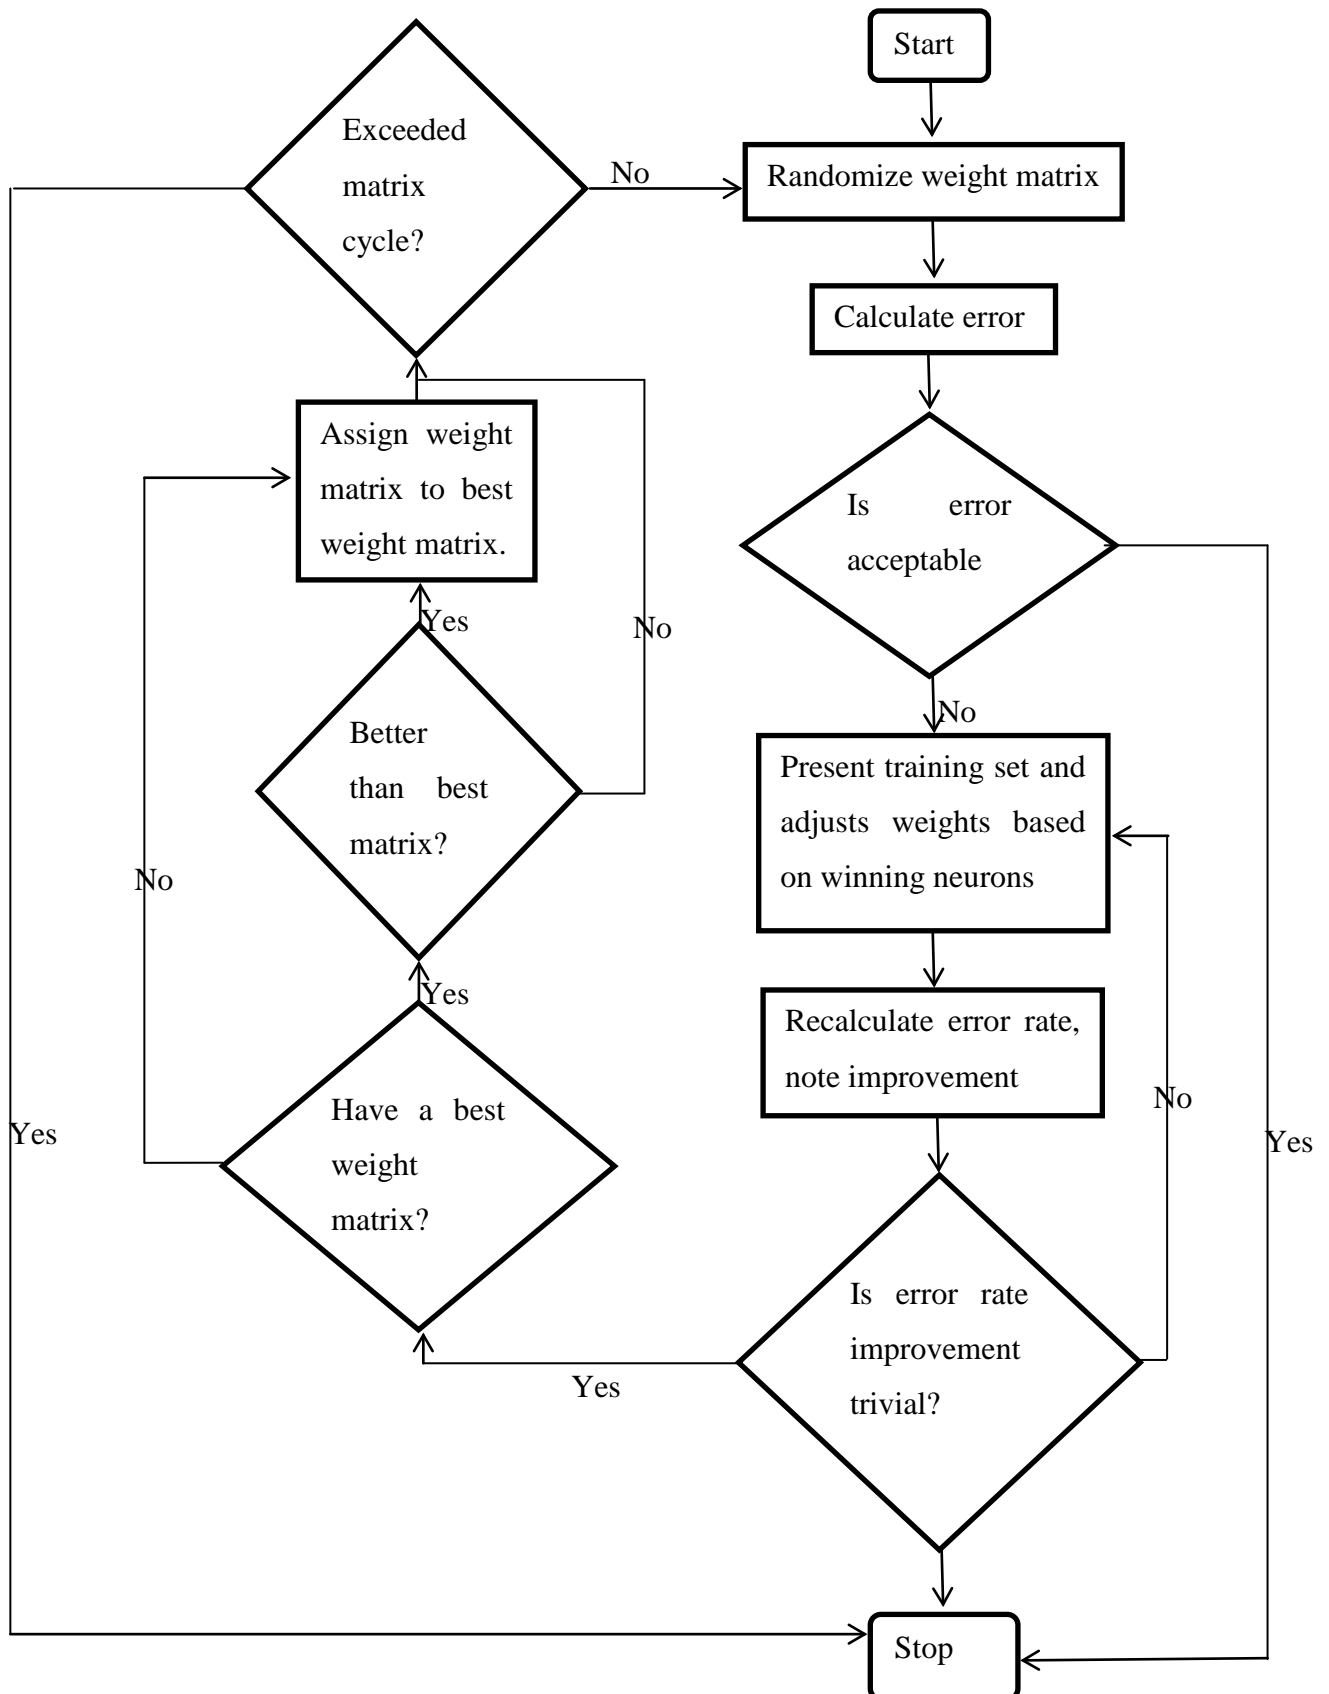 Start
Randomize weight matrix
Calculate error
Is error
acceptable
No
Yes
Present training set and
adjusts weights based
on winning neurons
Recalculate error rate,
note improvement
Is error rate
improvement
trivial?
No
Yes
Have a best
weight
matrix?
No
Yes
Better
than best
matrix?
No
Yes
Assign weight
matrix to best
weight matrix.
Exceeded
matrix
cycle?
No
Yes
Stop